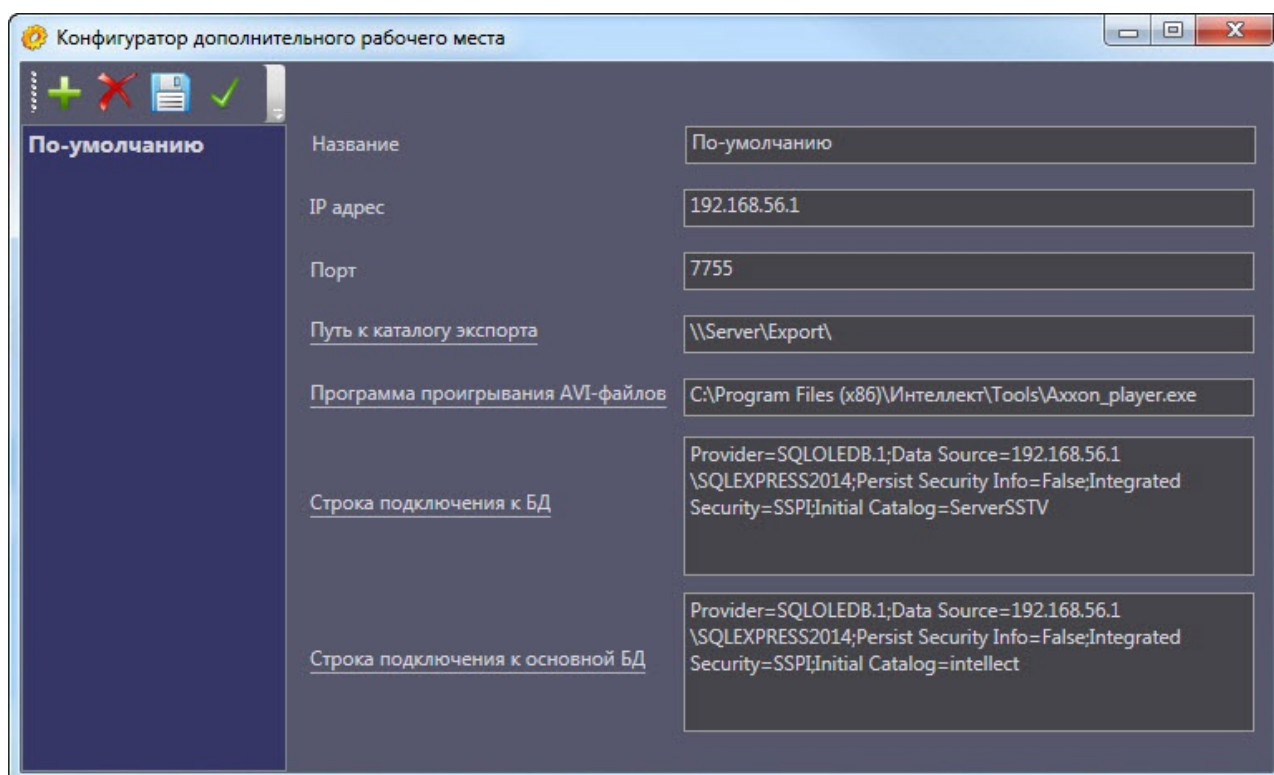 Конфигуратор дополнительного рабочего места
По-умолчанию
Название
По-умолчанию
IP адрес
192.168.56.1
Порт
7755
Путь к каталогу экспорта
\\Server\Export\
Программа проигрывания AVI-файлов
C:\Program Files (x86)\Интеллект\Tools\Axxon_player.exe
Строка подключения к БД
Provider=SQLOLEDB.1;Data Source=192.168.56.1
\SQLEXPRESS2014;Persist Security Info=False;Integrated
Security=SSPI;Initial Catalog=ServerSSTV
Строка подключения к основной БД
Provider=SQLOLEDB.1;Data Source=192.168.56.1
\SQLEXPRESS2014;Persist Security Info=False;Integrated
Security=SSPI;Initial Catalog=intellect